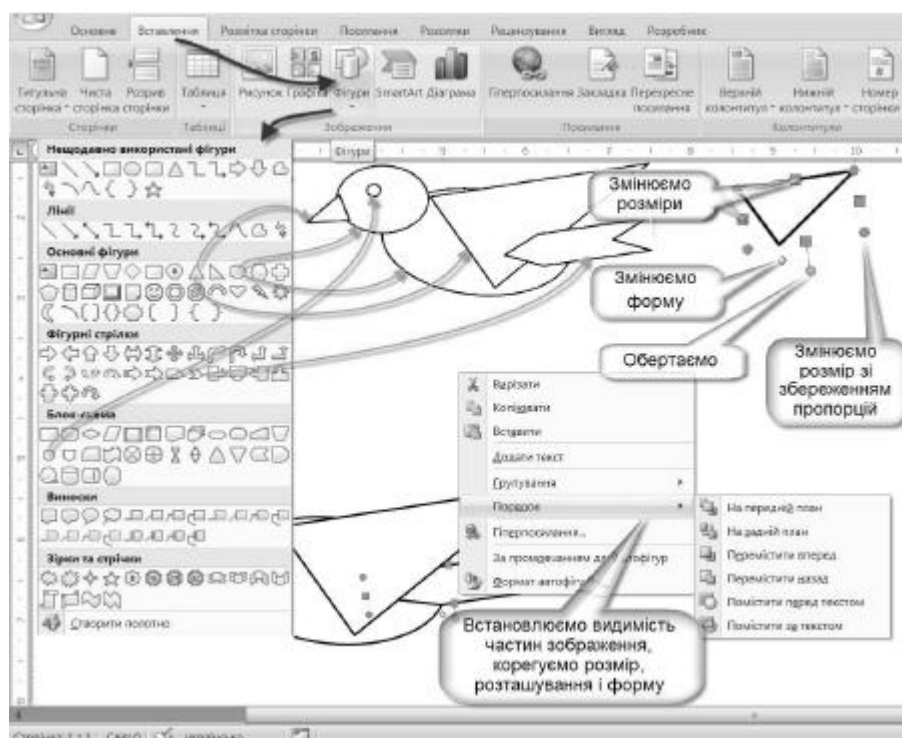 Основне Вставлення Розмітка сторінки Посилання Розсилки Рецензування Вигляд Розробник
Титульна сторінка Чиста сторінка Розрив сторінки Таблиця Рисунок Графіка Фігури SmartArt Діаграма Гіперпосилання Закладка Перехресне посилання Верхній колонтитул Нижній колонтитул Номер сторінки
Сторінки Таблиці Зображення Посилання Колонтитули
Нещодавно використані фігури
Фігури
Лінії
Основні фігури
Фігурні стрілки
Блок-схема
Виноски
Зірки та стрічки
Створити полотно
Змінюємо
розміри
Змінюємо
форму
Обертаємо
Змінюємо
розмір зі
збереженням
пропорцій
Вирізати
Копіювати
Вставити
Додати текст
Групування
Порядок
Гіперпосилання...
За промовчанням для автофігур
Формат автофігури
На передній план
На задній план
Перемістити вперед
Перемістити назад
Помістити перед текстом
Помістити за текстом
Встановлюємо видимість
частин зображення,
корегуємо розмір,
розташування і форму
українська